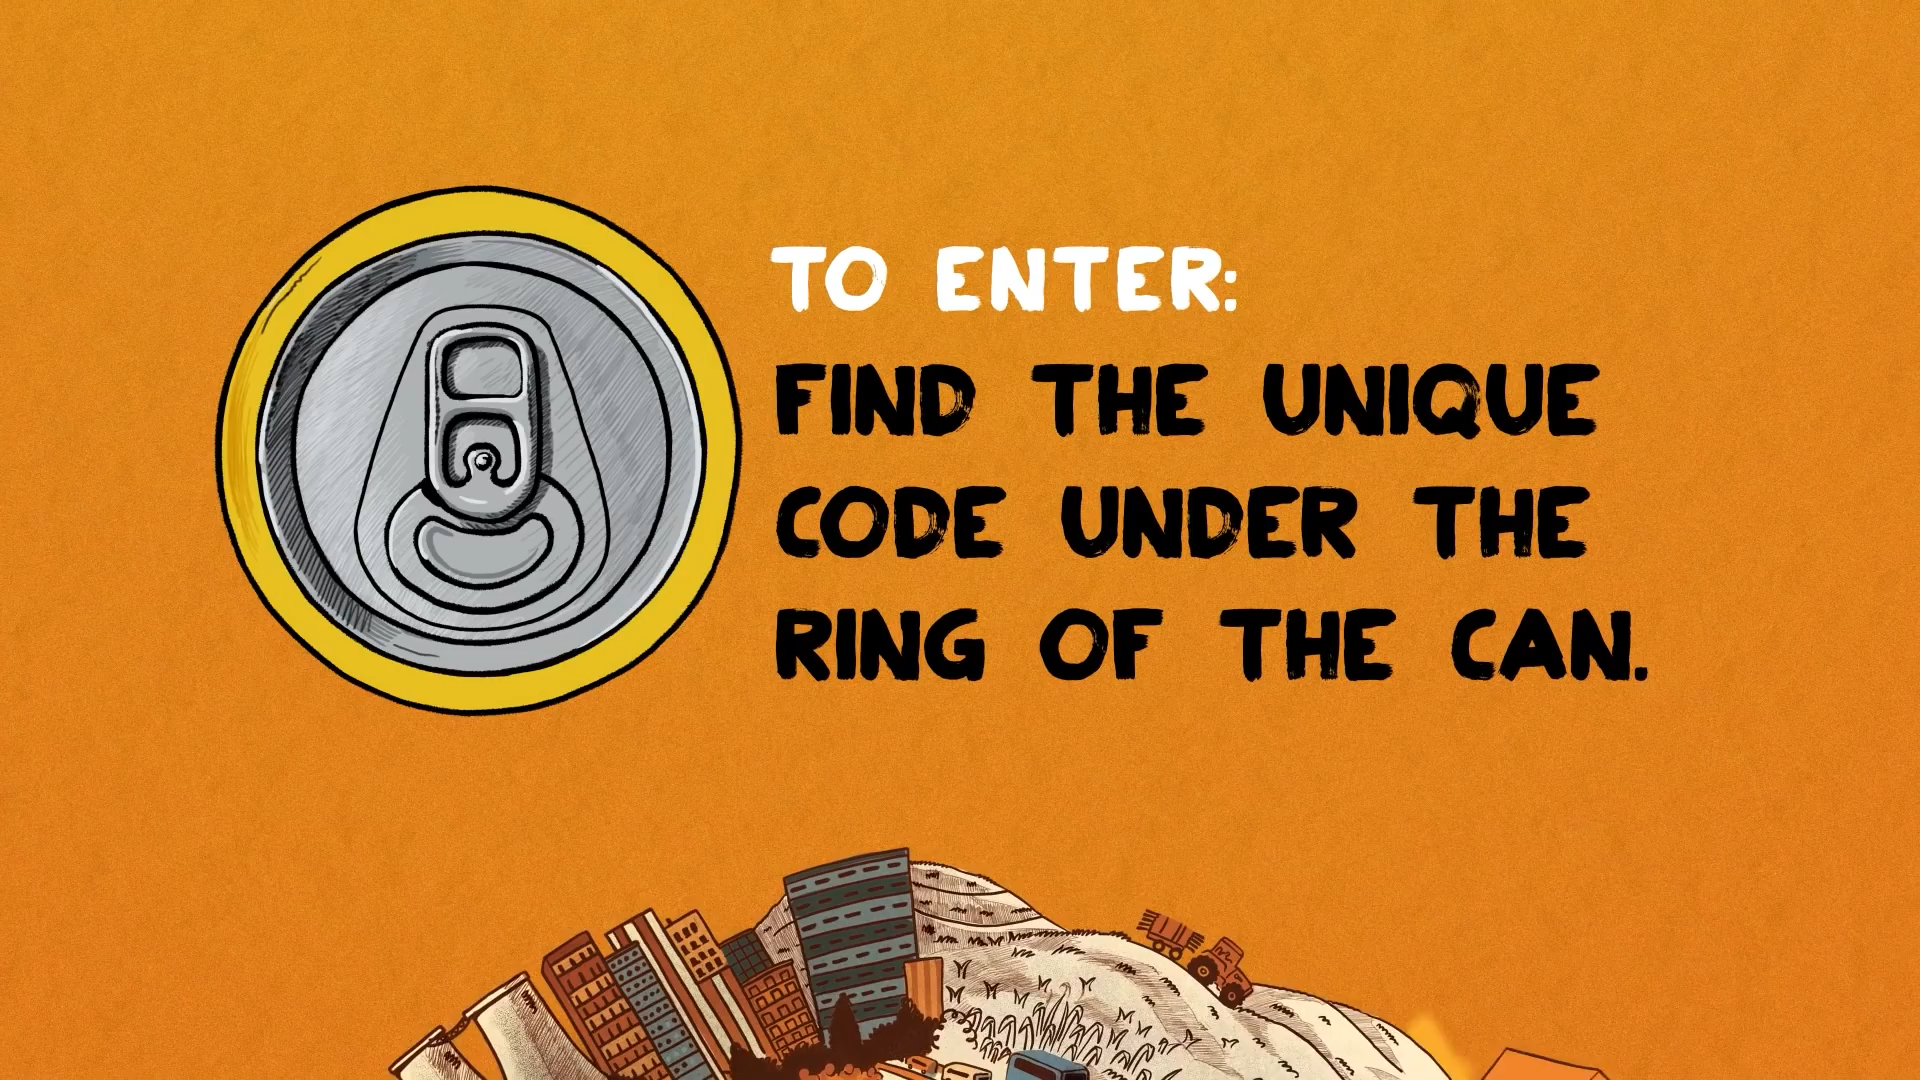 TO ENTER:
FIND THE UNIQUE
CODE UNDER THE
RING OF THE CAN.